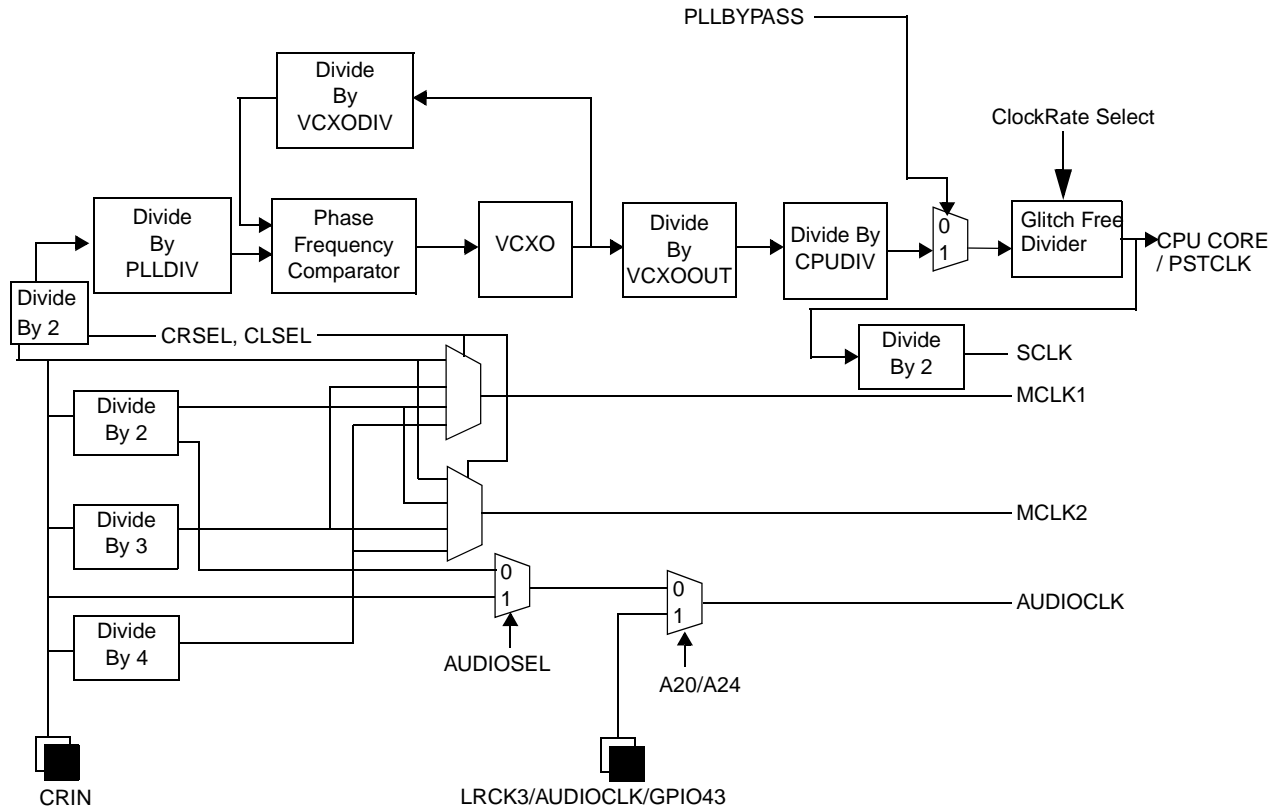 PLLBYPASS
Divide
By
VCXODIV
ClockRate Select
Divide
By
PLLDIV
Phase
Frequency
Comparator
VCXO
Divide
By
VCXOOUT
Divide By
CPUDIV
0
1
Glitch Free
Divider
CPU CORE
/ PSTCLK
Divide
By 2
CRSEL, CLSEL
Divide
By 2
SCLK
MCLK1
Divide
By 2
Divide
By 3
MCLK2
0
1
0
1
AUDIOCLK
Divide
By 4
AUDIOSEL
A20/A24
CRIN
LRCK3/AUDIOCLK/GPIO43